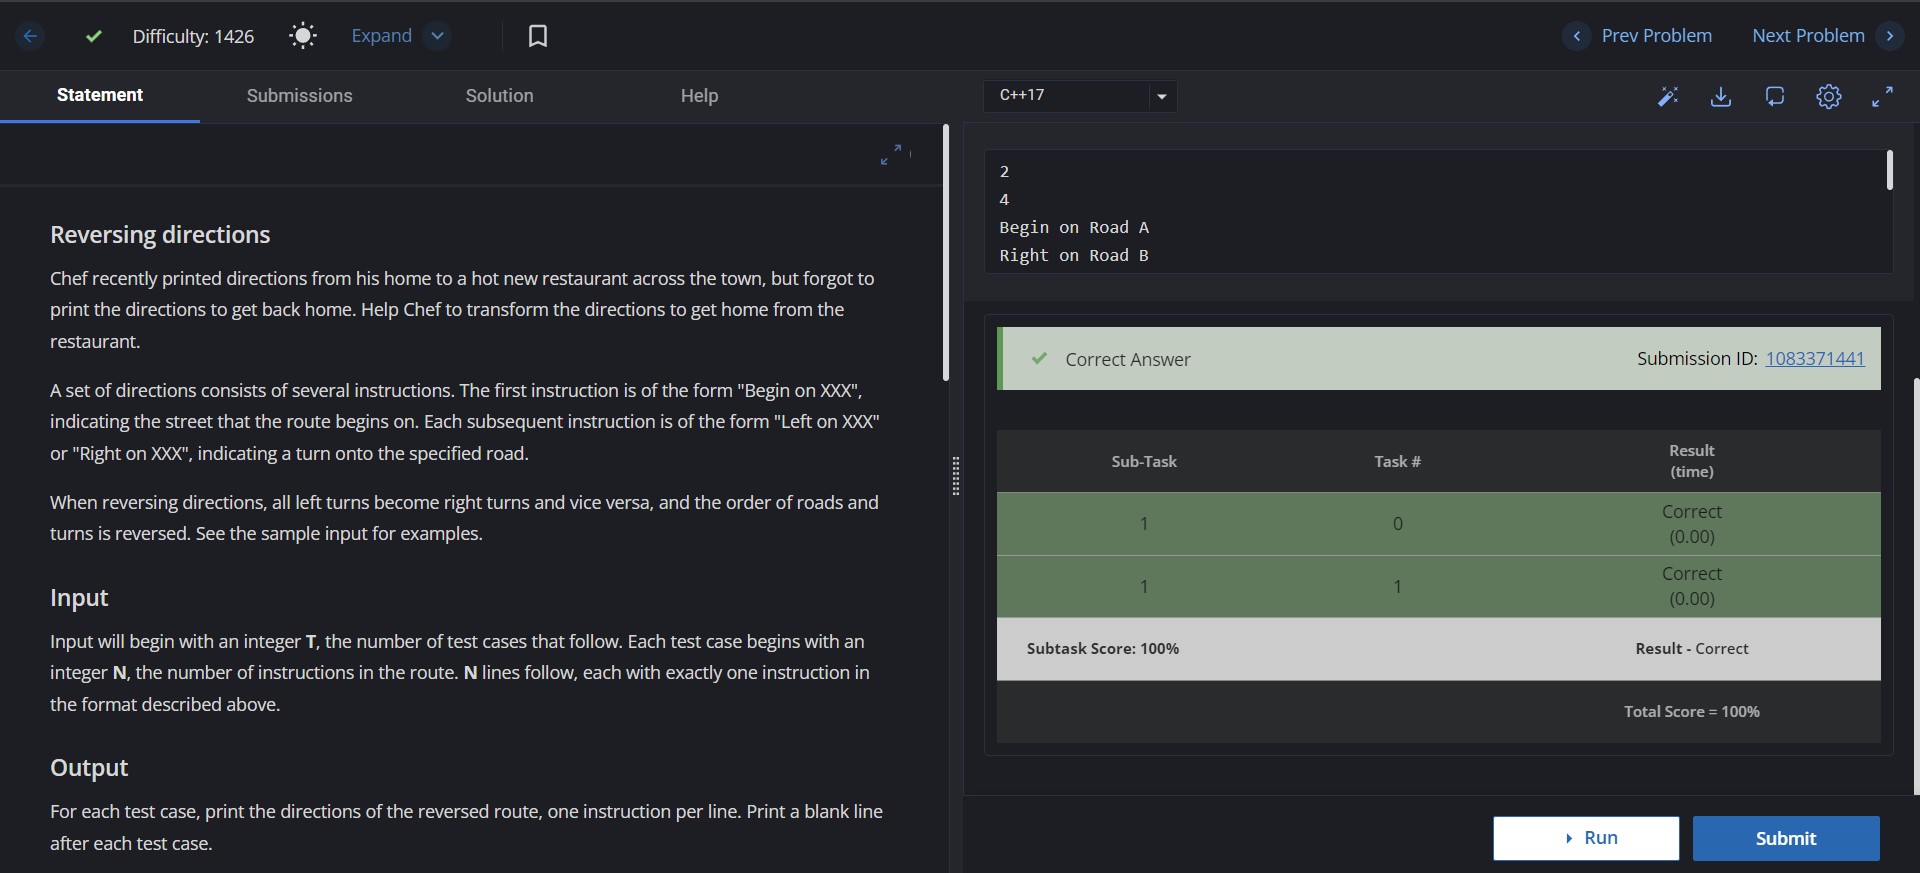 Difficulty: 1426
Expand
Prev Problem
Next Problem
Statement
Submissions
Solution
Help
Reversing directions
Chef recently printed directions from his home to a hot new restaurant across the town, but forgot to
print the directions to get back home. Help Chef to transform the directions to get home from the
restaurant.
A set of directions consists of several instructions. The first instruction is of the form "Begin on XXX",
indicating the street that the route begins on. Each subsequent instruction is of the form "Left on XXX"
or "Right on XXX", indicating a turn onto the specified road.
When reversing directions, all left turns become right turns and vice versa, and the order of roads and
turns is reversed. See the sample input for examples.
Input
Input will begin with an integer T, the number of test cases that follow. Each test case begins with an
integer N, the number of instructions in the route. N lines follow, each with exactly one instruction in
the format described above.
Output
For each test case, print the directions of the reversed route, one instruction per line. Print a blank line
after each test case.
C++17
2
4
Begin on Road A
Right on Road B
Correct Answer
Submission ID: 1083371441
Sub-Task Task # Result
(time)
1 0 Correct
(0.00)
1 1 Correct
(0.00)
Subtask Score: 100% Result - Correct
Total Score = 100%
Run
Submit